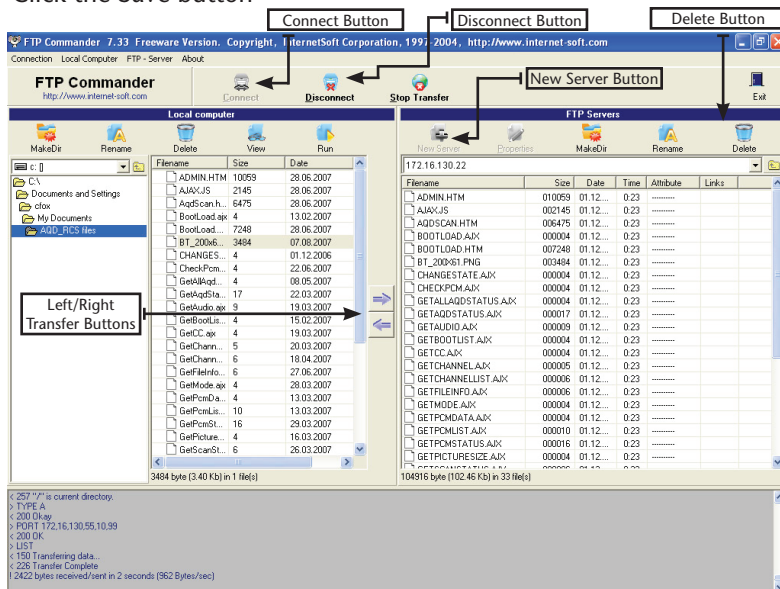 Click the Save button
Connect Button
Disconnect Button
Delete Button
FTP Commander 7.33 Freeware Version. Copyright, InternetSoft Corporation, 1997-2004, http://www.internet-soft.com
Connection Local Computer FTP - Server About
FTP Commander
http://www.internet-soft.com
Connect
Disconnect
Stop Transfer
New Server Button
Exit
Local computer
FTP Servers
MakeDir Rename Delete View Run
New Server Properties MakeDir Rename Delete
c: []
172.16.130.22
C:\
Documents and Settings
cfox
My Documents
AQD_RCS files
Left/Right
Transfer Buttons
Filename Size Date
ADMIN.HTM 10059 28.06.2007
AJAX.JS 2145 28.06.2007
AqdScan.h... 6475 28.06.2007
BootLoad.ajx 4 13.02.2007
BootLoad.... 7248 28.06.2007
BT_200x6... 3484 07.08.2007
CHANGES... 4 01.12.2006
CheckPcm... 4 22.06.2007
GetAllAqd... 4 08.05.2007
GetAqdSta... 17 22.03.2007
GetAudio.ajx 9 19.03.2007
GetBootLis... 4 15.02.2007
GetCC.ajx 4 19.03.2007
GetChann... 5 20.03.2007
GetChann... 6 18.04.2007
GetFileInfo... 6 27.06.2007
GetMode.ajx 4 28.03.2007
GetPcmDa... 4 13.03.2007
GetPcmLis... 10 13.03.2007
GetPcmSt... 16 29.03.2007
GetPicture... 4 16.03.2007
GetScanSt... 6 26.03.2007
3484 byte (3.40 Kb) in 1 file(s)
Filename Size Date Time Attribute Links
ADMIN.HTM 010059 01.12.... 0:23 ----------
AJAX.JS 002145 01.12.... 0:23 ----------
AQDSCAN.HTM 006475 01.12.... 0:23 ----------
BOOTLOAD.AJX 000004 01.12.... 0:23 ----------
BOOTLOAD.HTM 007248 01.12.... 0:23 ----------
BT_200X61.PNG 003484 01.12.... 0:23 ----------
CHANGESTATE.AJX 000004 01.12.... 0:23 ----------
CHECKPCM.AJX 000004 01.12.... 0:23 ----------
GETALLAQDSTATUS.AJX 000004 01.12.... 0:23 ----------
GETAQDSTATUS.AJX 000017 01.12.... 0:23 ----------
GETAUDIO.AJX 000009 01.12.... 0:23 ----------
GETBOOTLIST.AJX 000004 01.12.... 0:23 ----------
GETCC.AJX 000004 01.12.... 0:23 ----------
GETCHANNEL.AJX 000005 01.12.... 0:23 ----------
GETCHANNELLIST.AJX 000006 01.12.... 0:23 ----------
GETFILEINFO.AJX 000006 01.12.... 0:23 ----------
GETMODE.AJX 000004 01.12.... 0:23 ----------
GETPCMDATA.AJX 000004 01.12.... 0:23 ----------
GETPCMLIST.AJX 000010 01.12.... 0:23 ----------
GETPCMSTATUS.AJX 000016 01.12.... 0:23 ----------
GETPICTURESIZE.AJX 000004 01.12.... 0:23 ----------
104916 byte (102.46 Kb) in 33 file(s)
< 257 "/" is current directory.
> TYPE A
< 200 Okay
> PORT 172,16,130,55,10,99
< 200 OK
> LIST
< 150 Transferring data...
< 226 Transfer Complete
! 2422 bytes received/sent in 2 seconds (962 Bytes/sec)